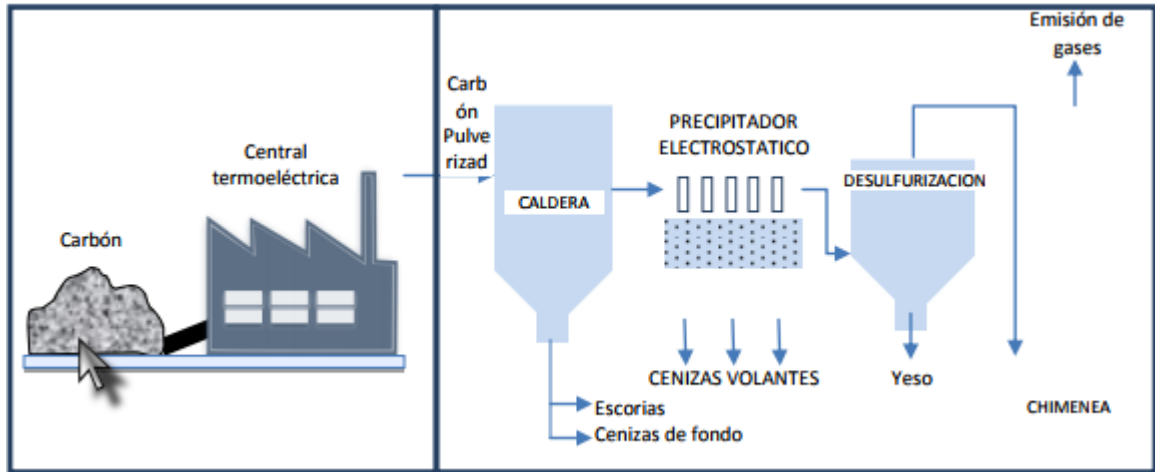 Carbón
Central
termoeléctrica
Carb
ón
Pulve
rizad
CALDERA
Escorias
Cenizas de fondo
PRECIPITADOR
ELECTROSTATICO
CENIZAS VOLANTES
DESULFURIZACION
Yeso
Emisión de
gases
CHIMENEA